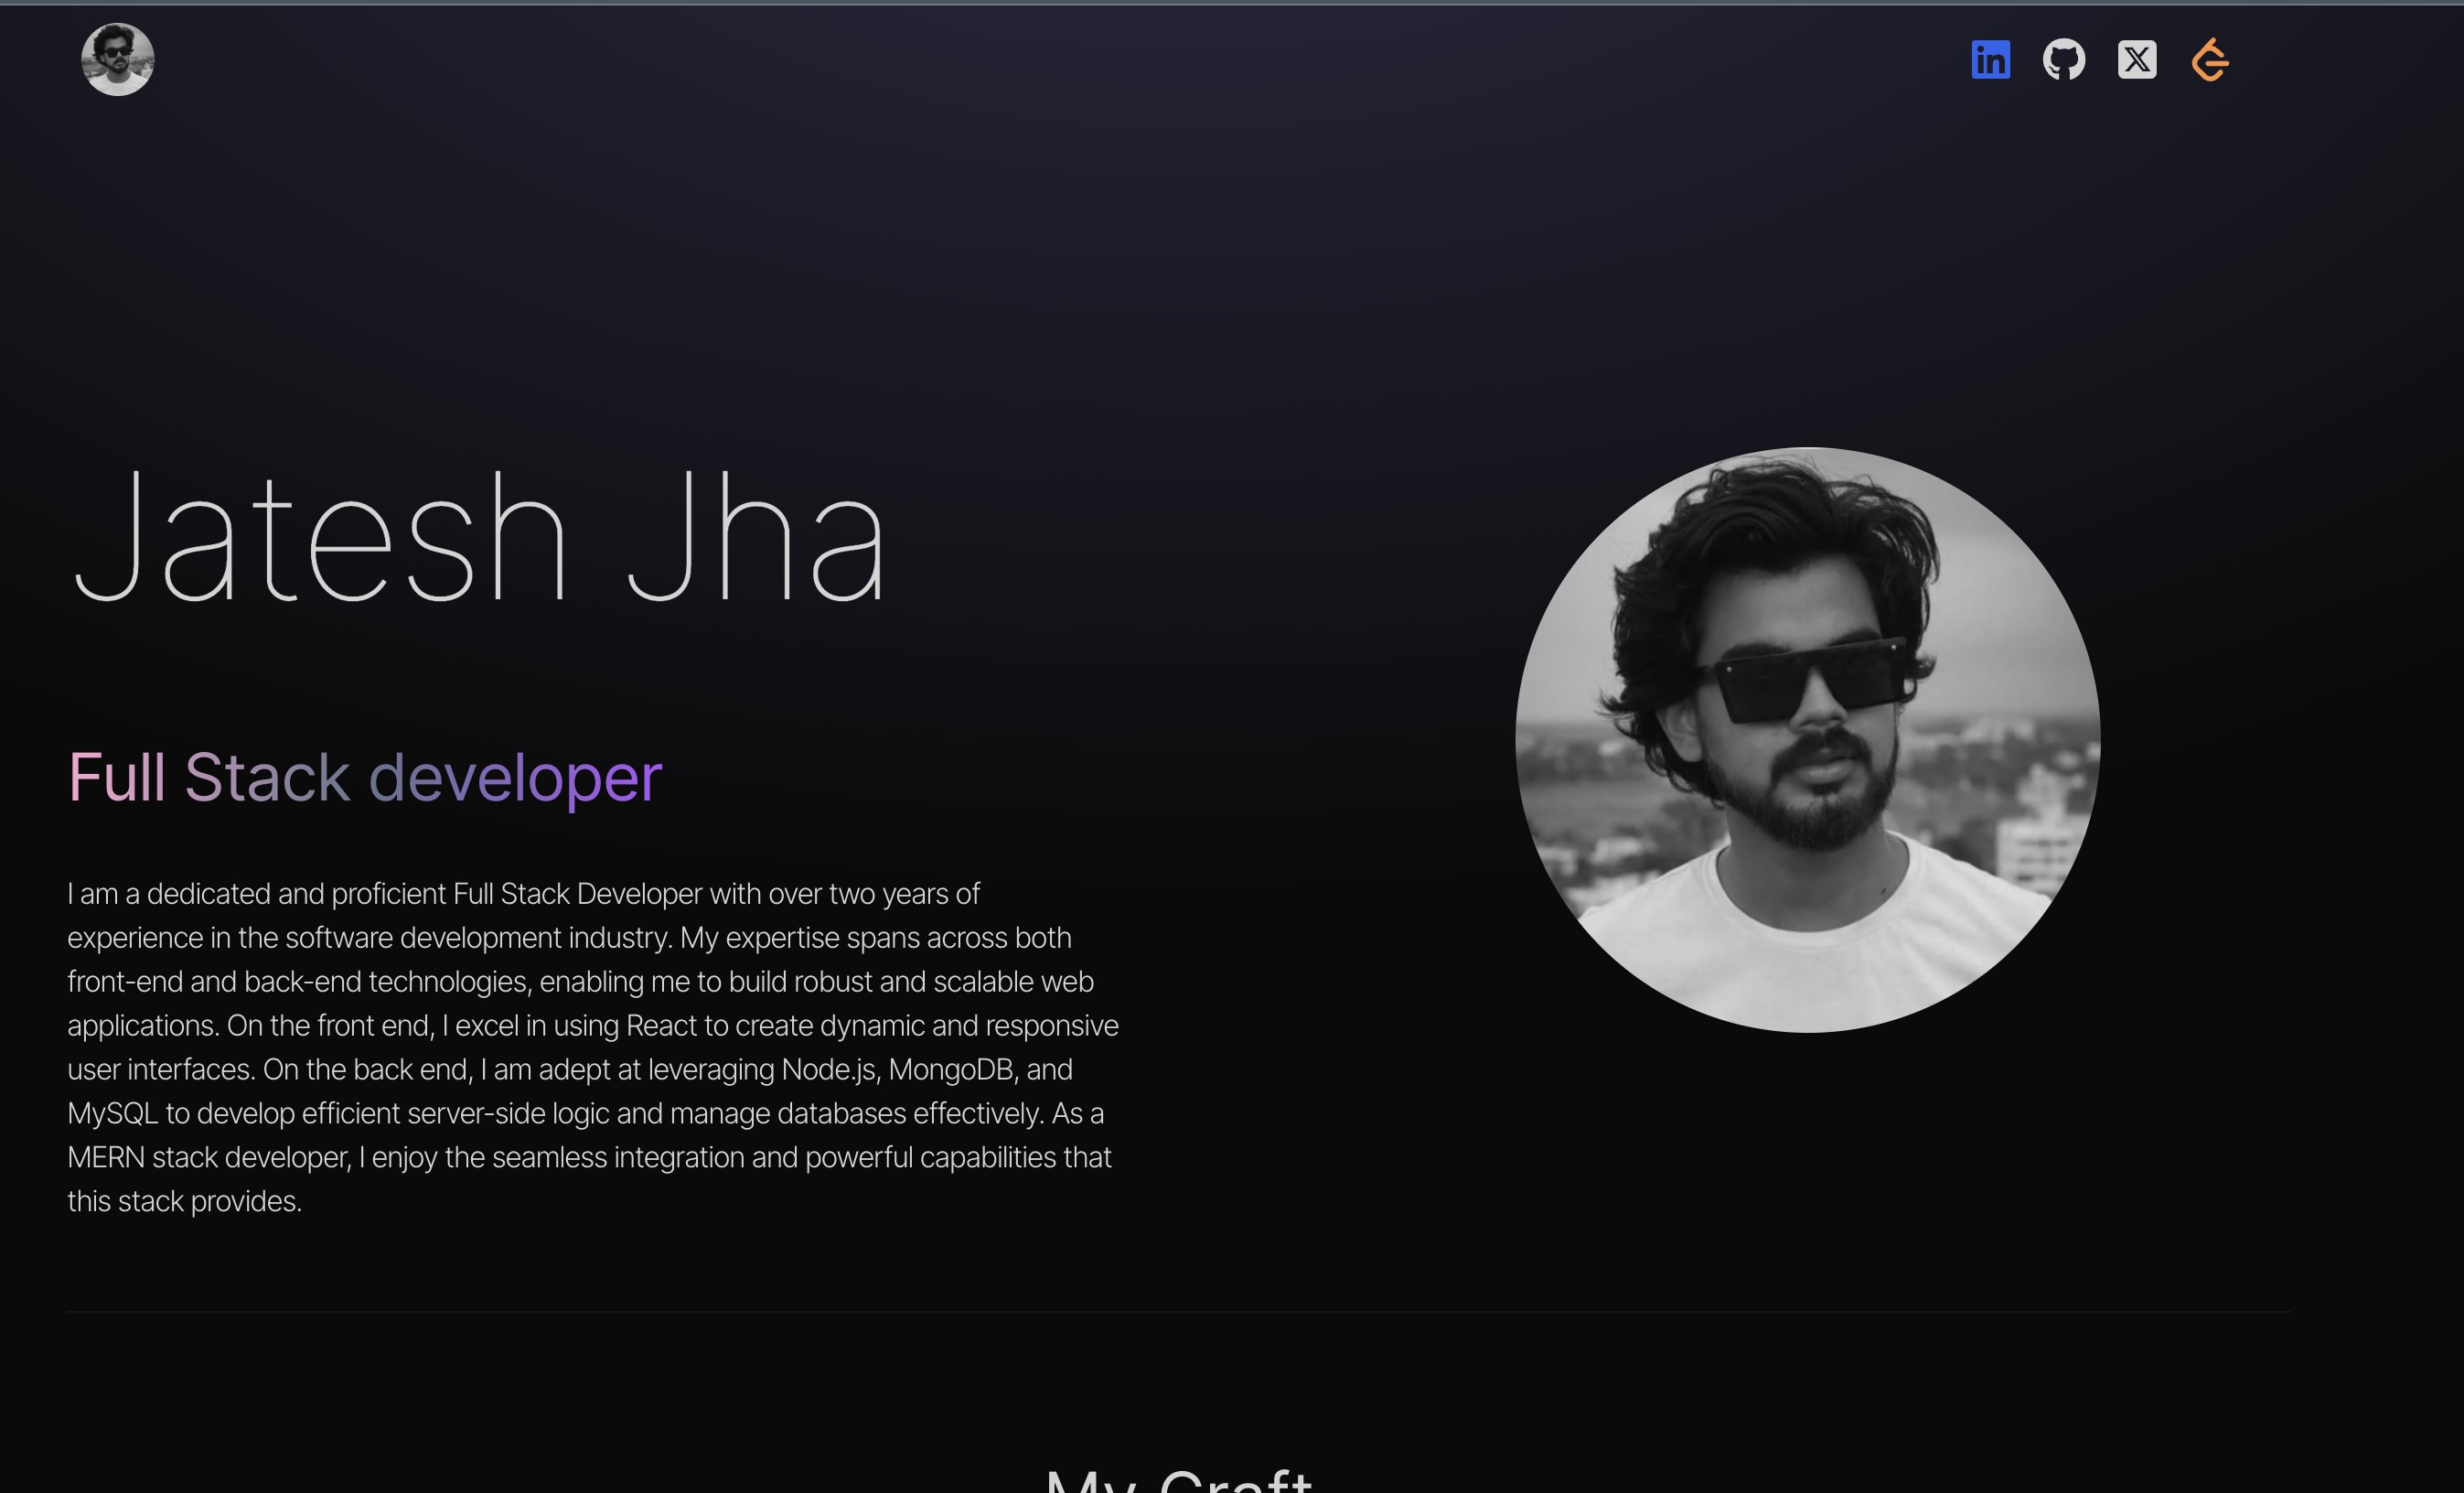 in
X
Jatesh Jha
Full Stack developer
I am a dedicated and proficient Full Stack Developer with over two years of
experience in the software development industry. My expertise spans across both
front-end and back-end technologies, enabling me to build robust and scalable web
applications. On the front end, I excel in using React to create dynamic and responsive
user interfaces. On the back end, I am adept at leveraging Node.js, MongoDB, and
MySQL to develop efficient server-side logic and manage databases effectively. As a
MERN stack developer, I enjoy the seamless integration and powerful capabilities that
this stack provides.
My Craft